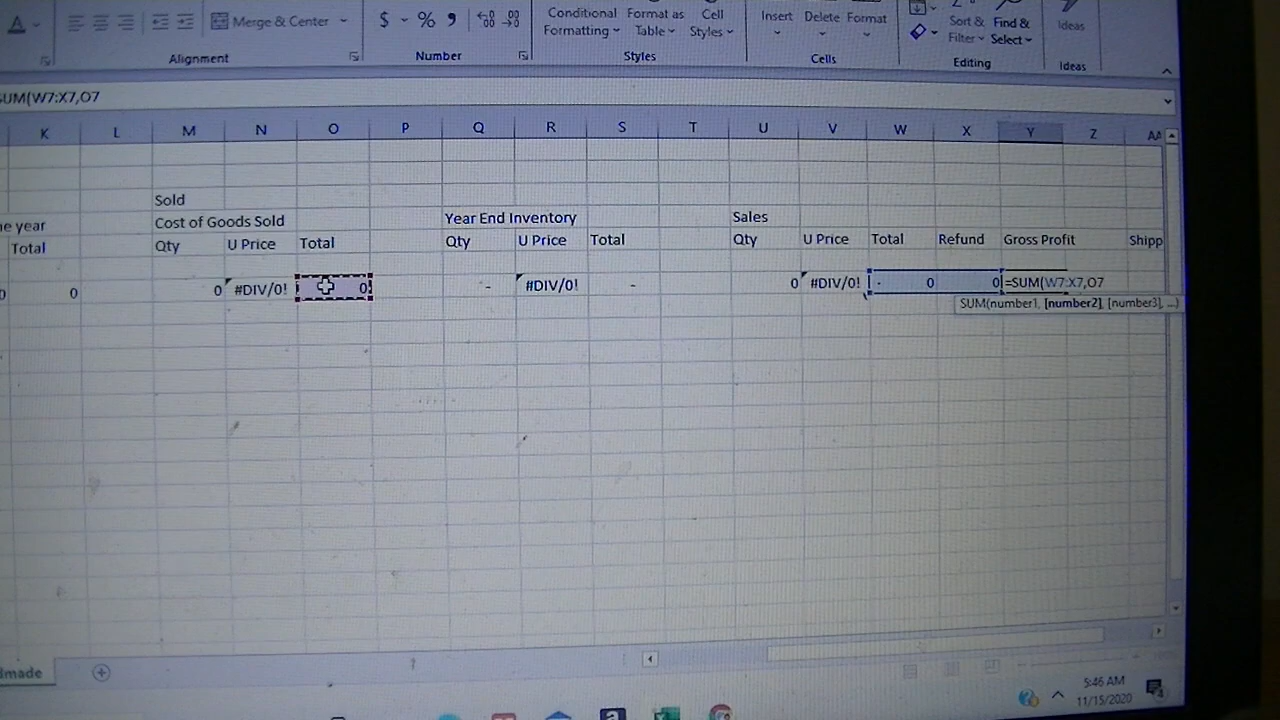 Merge & Center
$ % ,
Conditional Formatting
Format as Table
Cell Styles
Insert Delete Format
Sort & Filter
Find & Select
Ideas
Alignment
Number
Styles
Cells
Editing
Ideas
SUM(W7:X7,O7
K L M N O P Q R S T U V W X Y Z AA
Sold
year Cost of Goods Sold Year End Inventory Sales
Total Qty U Price Total Qty U Price Total Qty U Price Total Refund Gross Profit Shipp
0 0 0 #DIV/0! 0 - #DIV/0! - 0 #DIV/0! - 0 0 =SUM(W7:X7,O7
SUM(number1, [number2], [number3], ...)
5:46 AM
11/15/2020